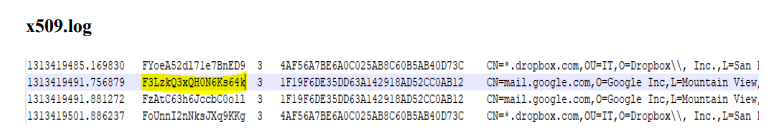 x509.log
1313419485.169830 FYoeA52dl71e7BnED9 3 4AF56A7BE6A0C025AB8C60B5AB40D73C CN=*.dropbox.com,OU=IT,O=Dropbox\\, Inc.,L=San
1313419491.756879 F3LzkQ3xQH0N6Ks64k 3 1F19F6DE35DD63A142918AD52CC0AB12 CN=mail.google.com,O=Google Inc,L=Mountain View,
1313419491.881272 FzAtC63h6JccbC0o1l 3 1F19F6DE35DD63A142918AD52CC0AB12 CN=mail.google.com,O=Google Inc,L=Mountain View,
1313419501.886237 FoUnnI2nNksJXq9KKg 3 4AF56A7BE6A0C025AB8C60B5AB40D73C CN=*.dropbox.com,OU=IT,O=Dropbox\\, Inc.,L=San